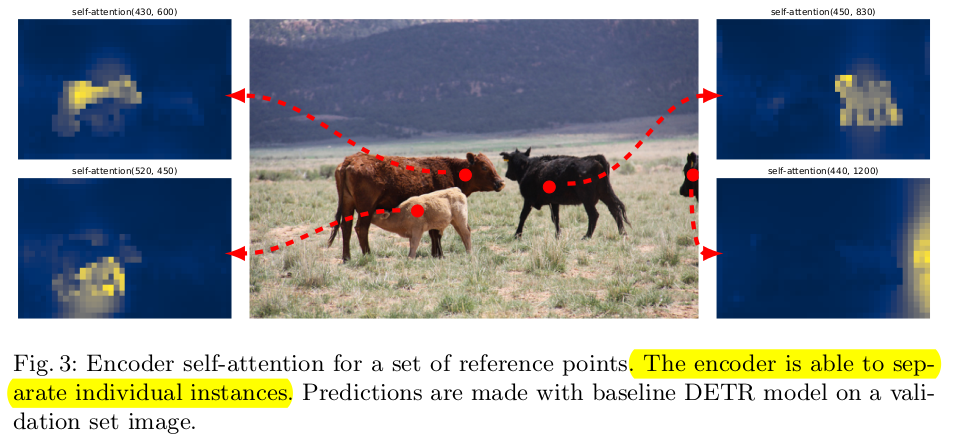 self-attention(430, 600)
self-attention(450, 830)
self-attention(520, 450)
self-attention(440, 1200)
Fig. 3: Encoder self-attention for a set of reference points. The encoder is able to sep-
arate individual instances. Predictions are made with baseline DETR model on a vali-
dation set image.